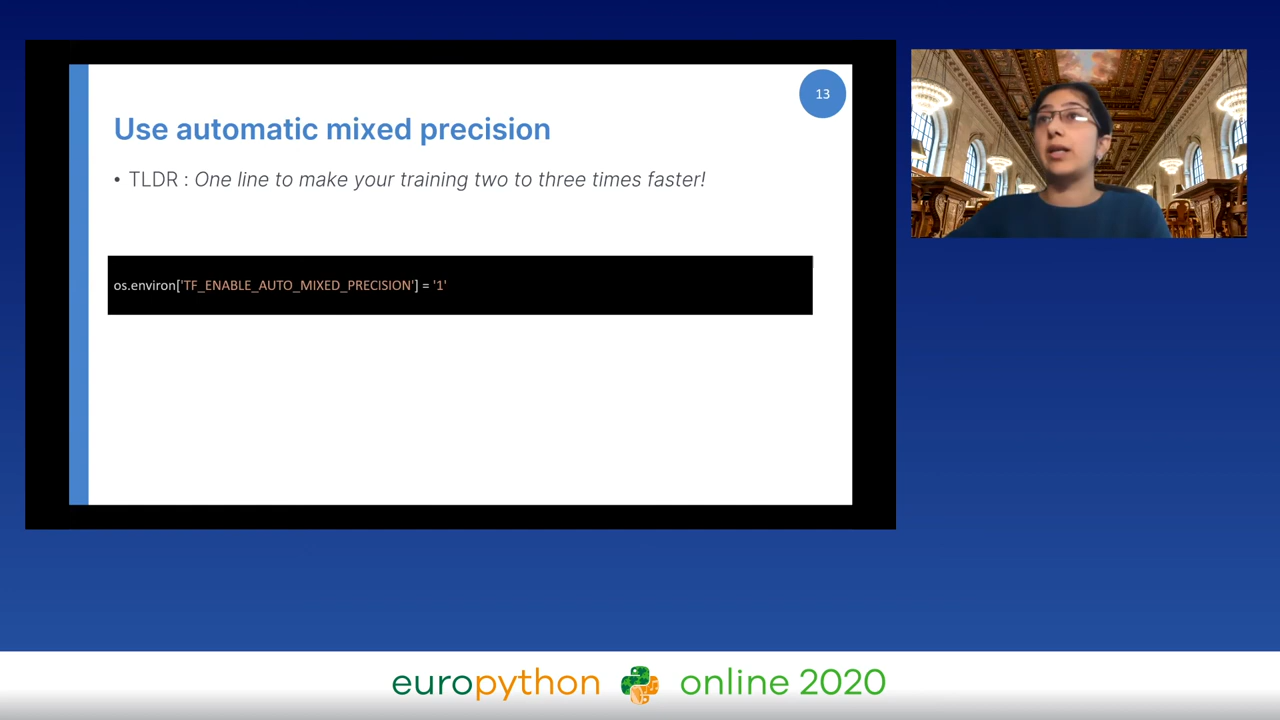 13
Use automatic mixed precision
• TLDR : One line to make your training two to three times faster!
os.environ['TF_ENABLE_AUTO_MIXED_PRECISION'] = '1'
europython online 2020